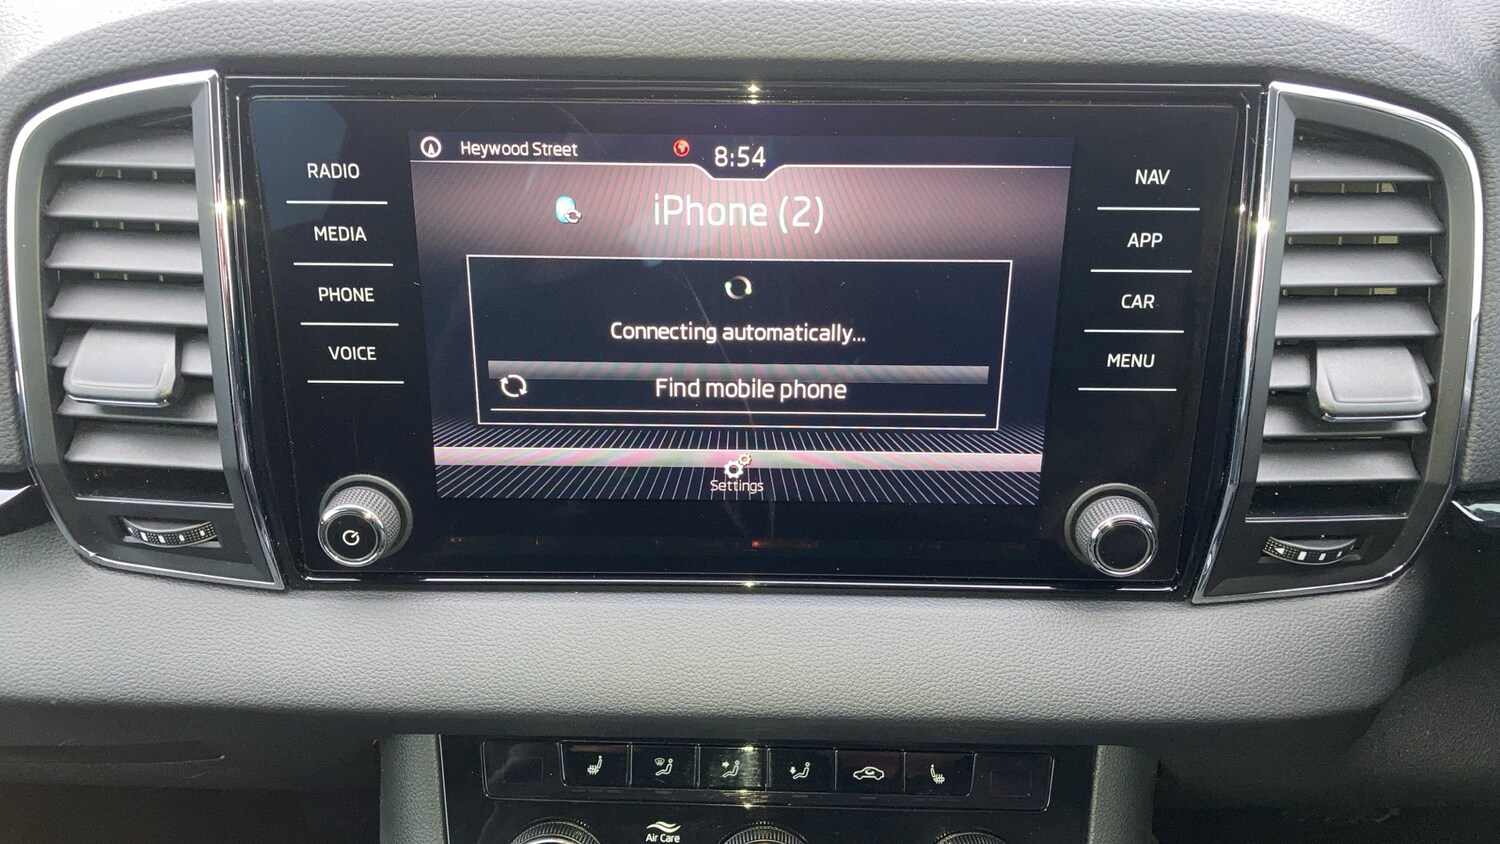 Heywood Street
8:54
RADIO
MEDIA
PHONE
VOICE
iPhone (2)
Connecting automatically...
Find mobile phone
Settings
NAV
APP
CAR
MENU
Air Care